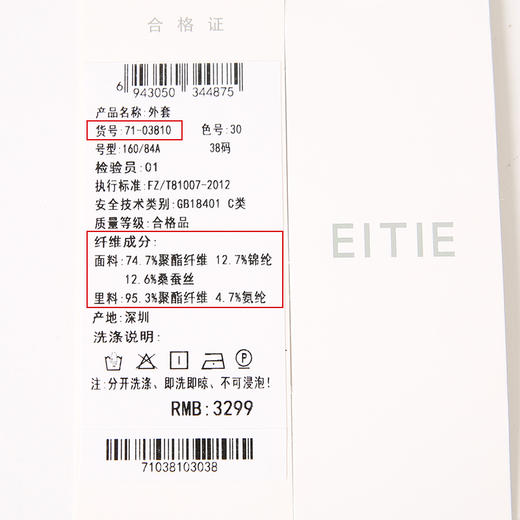 合格证
6 943050 344875
产品名称:外套
货号:71-03810 色号:30
号型:160/84A 38码
检验员:01
执行标准:FZ/T81007-2012
安全技术类别:GB18401 C类
质量等级:合格品
纤维成分:
面料:74.7%聚酯纤维 12.7%锦纶
12.6%桑蚕丝
里料:95.3%聚酯纤维 4.7%氨纶
产地:深圳
洗涤说明:
注:分开洗涤、即洗即晾、不可浸泡!
RMB:3299
71038103038
EITIE